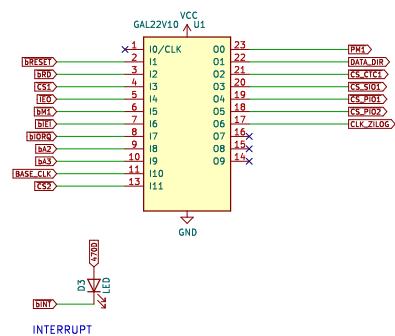 VCC
GAL22V10 U1
1 I0/CLK O0 23 PM1
bRESET 2 I1 O1 22 DATA_DIR
bRD 3 I2 O2 21 CS_CTC1
CS1 4 I3 O3 20 CS_SIO1
IEO 5 I4 O4 19 CS_PIO1
bM1 6 I5 O5 18 CS_PIO2
bIEI 7 I6 O6 17 CLK_ZILOG
bIORQ 8 I7 O7 16
bA2 9 I8 O8 15
bA3 10 I9 O9 14
BASE_CLK 11 I10
CS2 13 I11
GND
470D
D3
LED
bINT
INTERRUPT